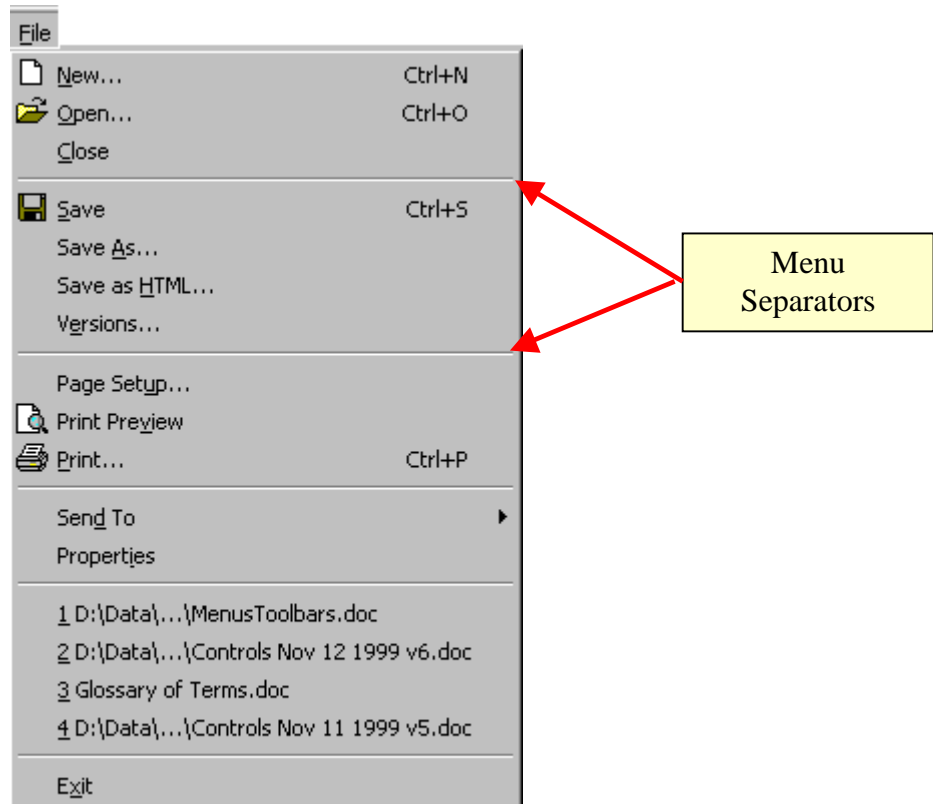 File
New... Ctrl+N
Open... Ctrl+O
Close
Save Ctrl+S
Save As...
Save as HTML...
Versions...
Page Setup...
Print Preview
Print... Ctrl+P
Send To
Properties
1 D:\Data\...\MenusToolbars.doc
2 D:\Data\...\Controls Nov 12 1999 v6.doc
3 Glossary of Terms.doc
4 D:\Data\...\Controls Nov 11 1999 v5.doc
Exit
Menu
Separators